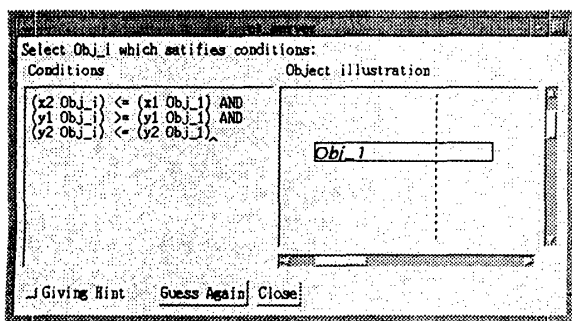 Select Obj_i which satifies conditions:
Conditions
Object illustration
(x2 Obj_i) <= (x1 Obj_1) AND
(y1 Obj_i) >= (y1 Obj_1) AND
(y2 Obj_i) <= (y2 Obj_1)
Obj_1
Giving Hint
Guess Again
Close